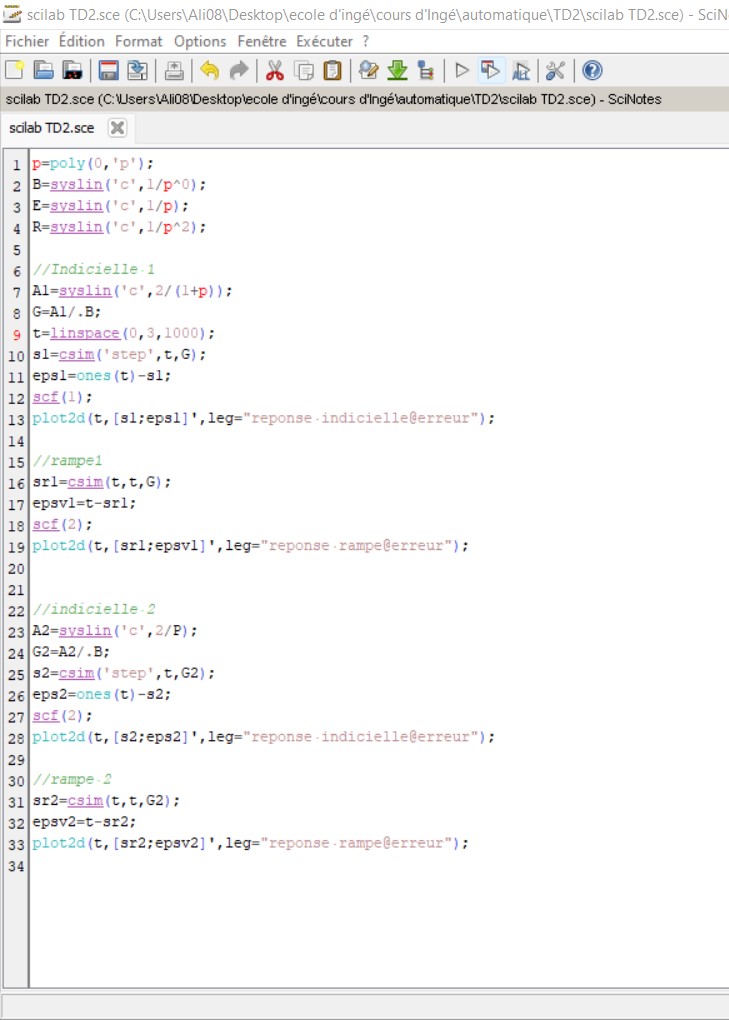 scilab TD2.sce (C:\Users\Ali08\Desktop\ecole d'ingé\cours d'Ingé\automatique\TD2\scilab TD2.sce) - SciN
Fichier Édition Format Options Fenêtre Exécuter ?
scilab TD2.sce (C:\Users\Ali08\Desktop\ecole d'ingé\cours d'Ingé\automatique\TD2\scilab TD2.sce) - SciNotes
scilab TD2.sce
1 p=poly(0,'p');
2 B=syslin('c',1/p^0);
3 E=syslin('c',1/p);
4 R=syslin('c',1/p^2);
5
6 //Indicielle 1
7 A1=syslin('c',2/(1+p));
8 G=A1/.B;
9 t=linspace(0,3,1000);
10 s1=csim('step',t,G);
11 eps1=ones(t)-s1;
12 scf(1);
13 plot2d(t,[s1;eps1]',leg="reponse indicielle@erreur");
14
15 //rampe1
16 sr1=csim(t,t,G);
17 epsv1=t-sr1;
18 scf(2);
19 plot2d(t,[sr1;epsv1]',leg="reponse rampe@erreur");
20
21
22 //indicielle 2
23 A2=syslin('c',2/P);
24 G2=A2/.B;
25 s2=csim('step',t,G2);
26 eps2=ones(t)-s2;
27 scf(2);
28 plot2d(t,[s2;eps2]',leg="reponse indicielle@erreur");
29
30 //rampe 2
31 sr2=csim(t,t,G2);
32 epsv2=t-sr2;
33 plot2d(t,[sr2;epsv2]',leg="reponse rampe@erreur");
34